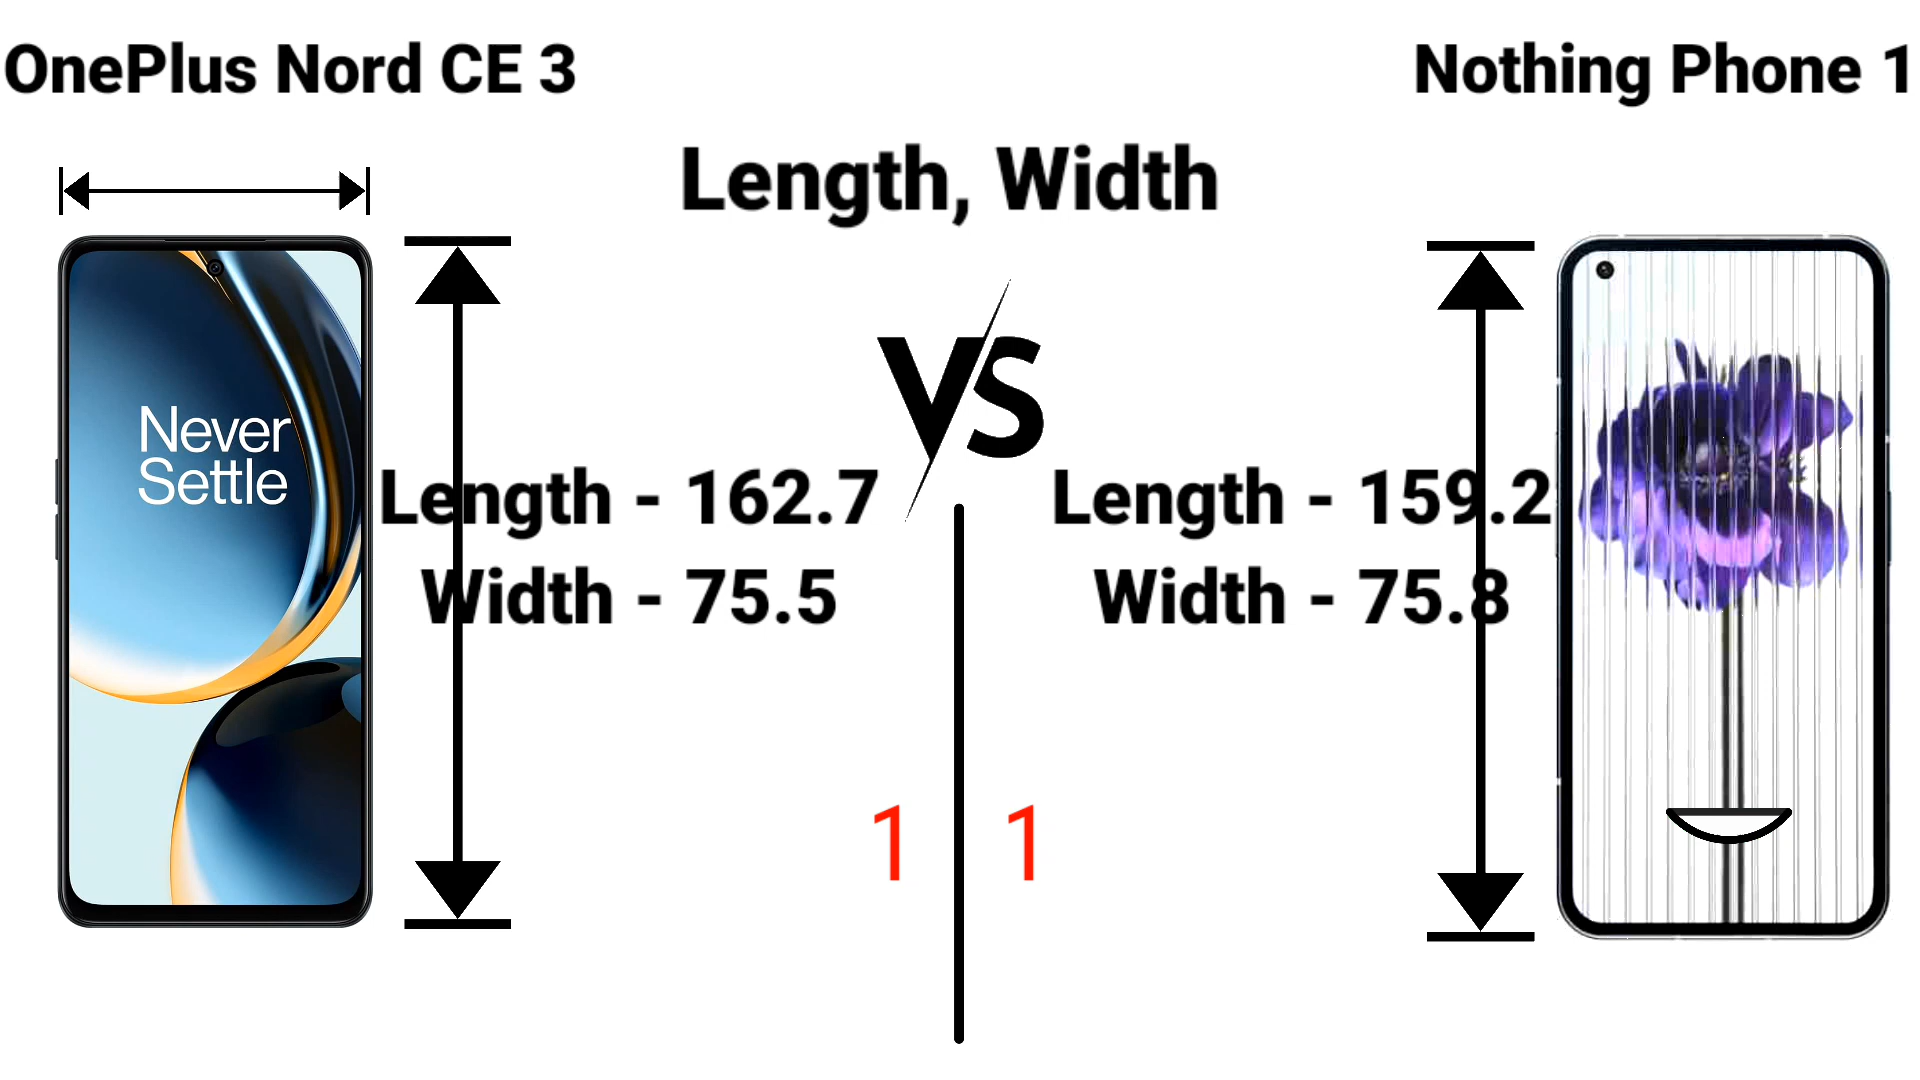 OnePlus Nord CE 3
Nothing Phone 1
Length, Width
VS
Never
Settle
Length - 162.7
Width - 75.5
Length - 159.2
Width - 75.8
1
1